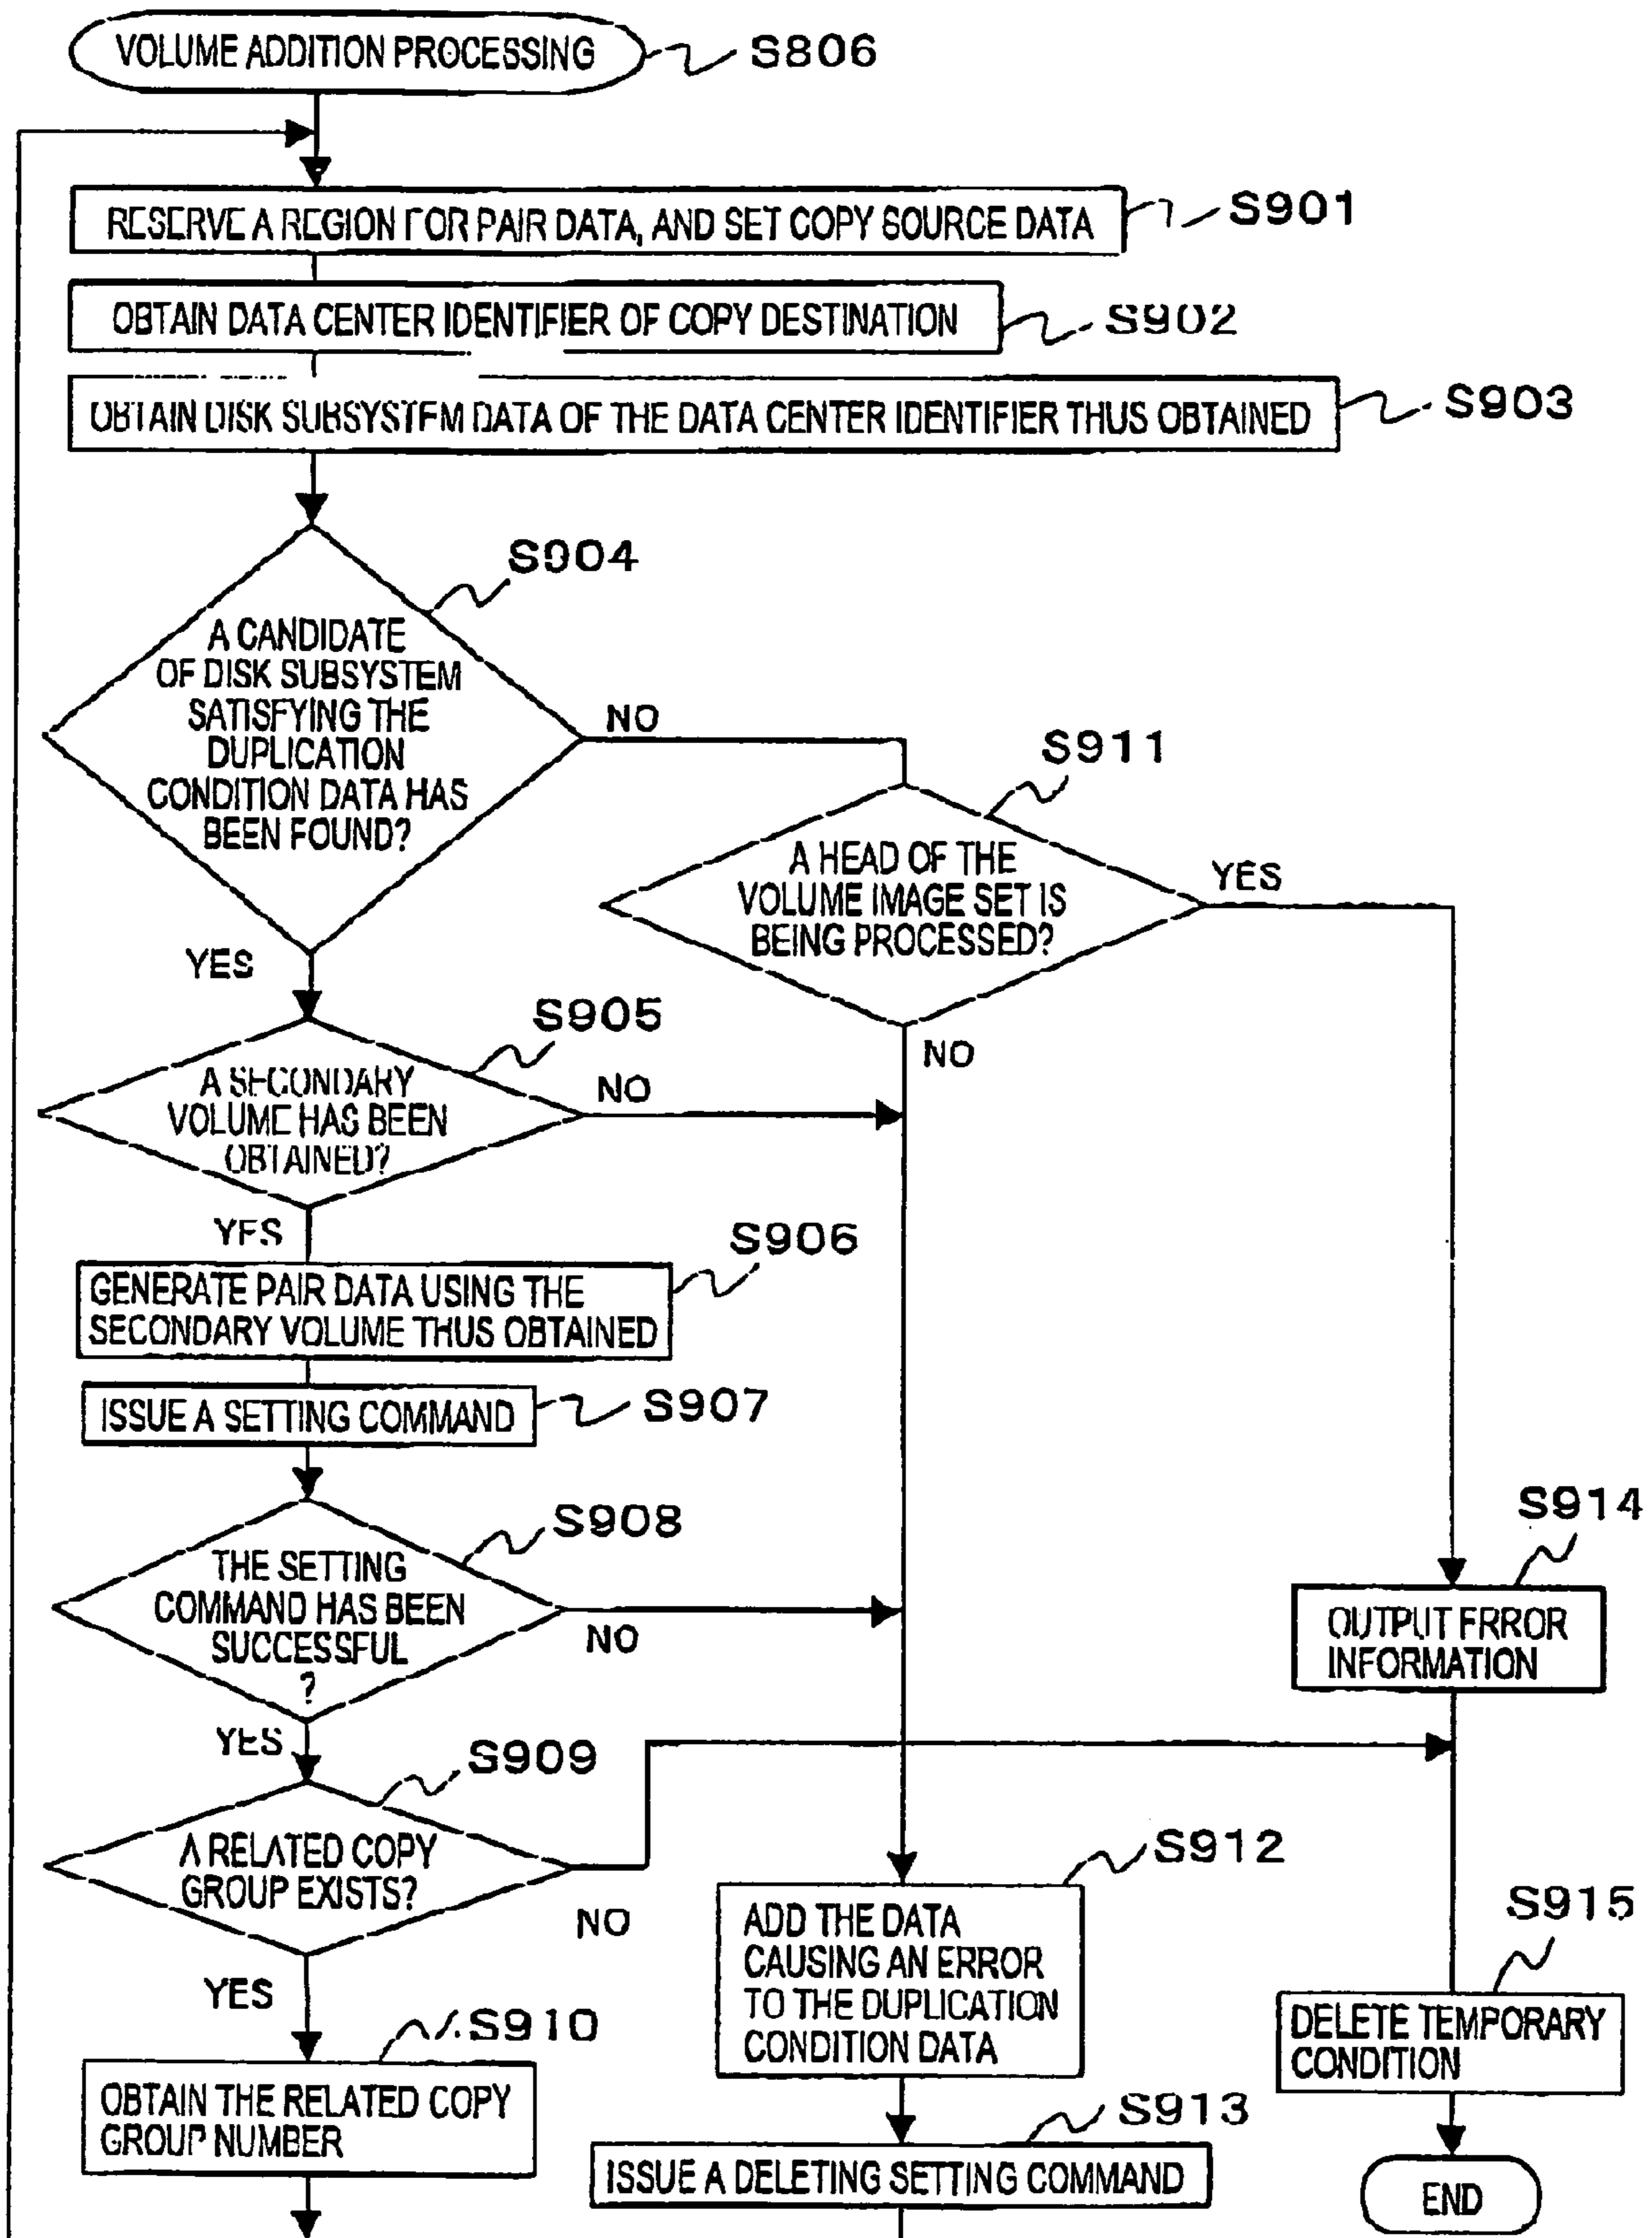 VOLUME ADDITION PROCESSING
S806
RESERVE A REGION FOR PAIR DATA, AND SET COPY SOURCE DATA
S901
OBTAIN DATA CENTER IDENTIFIER OF COPY DESTINATION
S902
OBTAIN DISK SUBSYSTEM DATA OF THE DATA CENTER IDENTIFIER THUS OBTAINED
S903
S904
A CANDIDATE
OF DISK SUBSYSTEM
SATISFYING THE
DUPLICATION
CONDITION DATA HAS
BEEN FOUND?
NO
YES
S911
A HEAD OF THE
VOLUME IMAGE SET IS
BEING PROCESSED?
YES
NO
S905
A SECONDARY
VOLUME HAS BEEN
OBTAINED?
NO
YES
S906
GENERATE PAIR DATA USING THE
SECONDARY VOLUME THUS OBTAINED
ISSUE A SETTING COMMAND
S907
S908
THE SETTING
COMMAND HAS BEEN
SUCCESSFUL
?
NO
YES
S914
OUTPUT ERROR
INFORMATION
S909
A RELATED COPY
GROUP EXISTS?
NO
YES
S912
ADD THE DATA
CAUSING AN ERROR
TO THE DUPLICATION
CONDITION DATA
S915
DELETE TEMPORARY
CONDITION
S910
OBTAIN THE RELATED COPY
GROUP NUMBER
S913
ISSUE A DELETING SETTING COMMAND
END